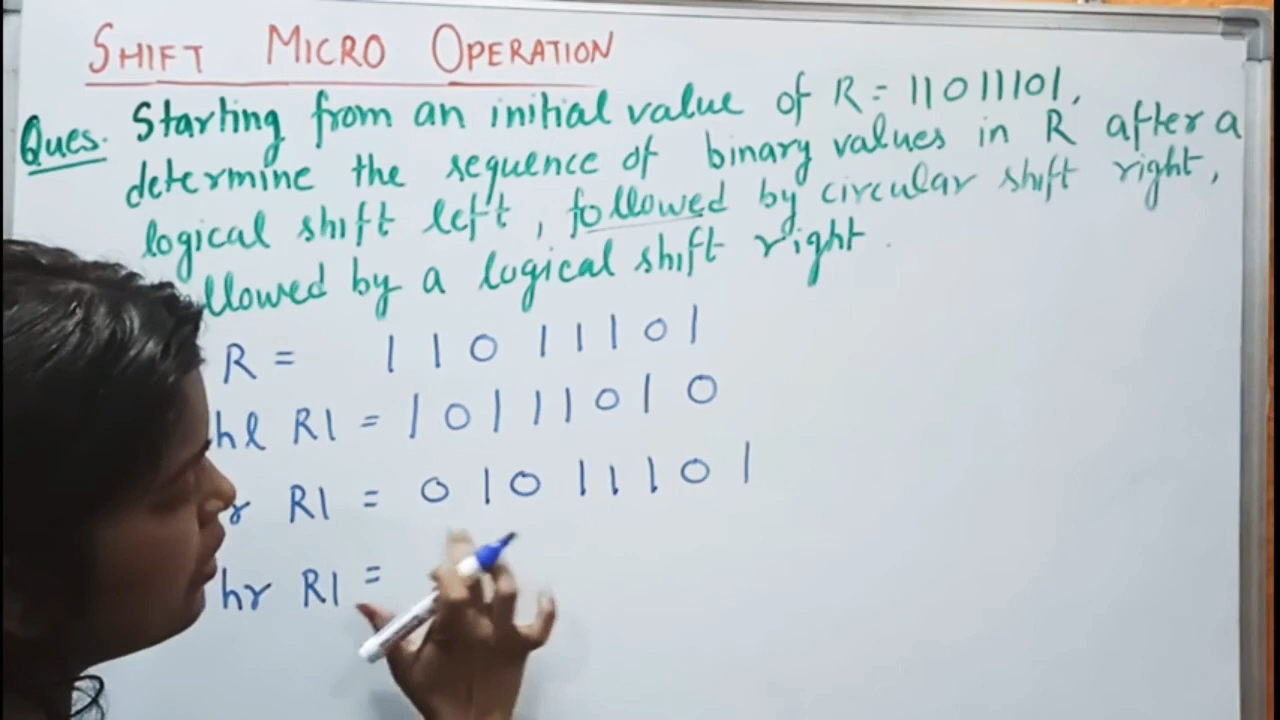 SHIFT MICRO OPERATION
Ques. Starting from an initial value of R = 11011101,
determine the sequence of binary values in R after a
logical shift left, followed by circular shift right,
llowed by a logical shift right.
R = 1 1 0 1 1 1 0 1
hl R1 = 1 0 1 1 1 0 1 0
r R1 = 0 1 0 1 1 1 0 1
hr R1 =